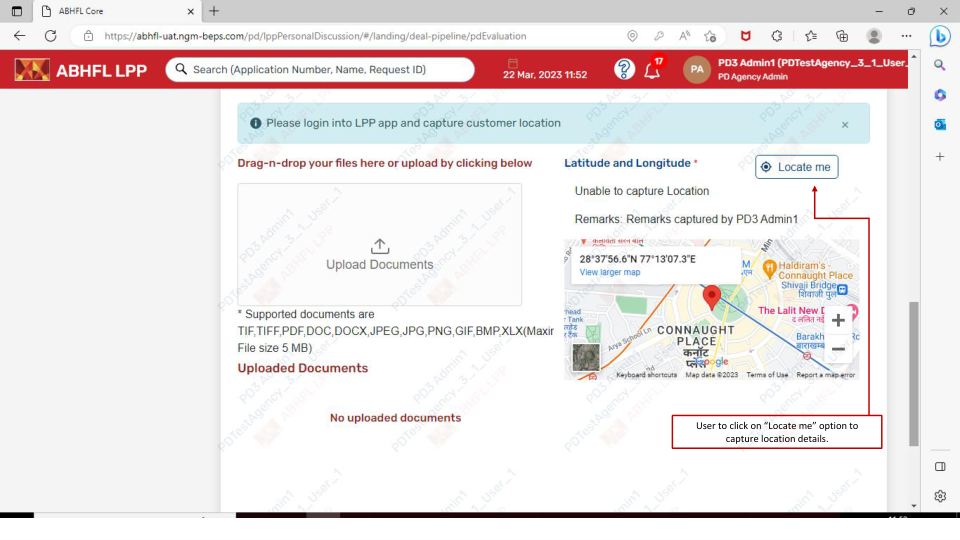 ABHFL Core
https://abhfl-uat.ngm-beps.com/pd/lppPersonalDiscussion/#/landing/deal-pipeline/pdEvaluation
ABHFL LPP
Search (Application Number, Name, Request ID)
22 Mar, 2023 11:52
17
PA
PD3 Admin1 (PDTestAgency_3_1_User_
PD Agency Admin
Please login into LPP app and capture customer location
Drag-n-drop your files here or upload by clicking below
Latitude and Longitude *
Locate me
Unable to capture Location
Remarks: Remarks captured by PD3 Admin1
Upload Documents
28°37'56.6"N 77°13'07.3"E
View larger map
Haldiram's -
Connaught Place
Shivaji Bridge
शिवाजी पुल
The Lalit New D
Arya School Ln
CONNAUGHT
PLACE
कनॉट
प्लेस
Barakh
बाराखम्बा
Keyboard shortcuts Map data ©2023 Terms of Use Report a map error
* Supported documents are
TIF,TIFF,PDF,DOC,DOCX,JPEG,JPG,PNG,GIF,BMP,XLX(Maxir
File size 5 MB)
Uploaded Documents
No uploaded documents
User to click on “Locate me” option to
capture location details.